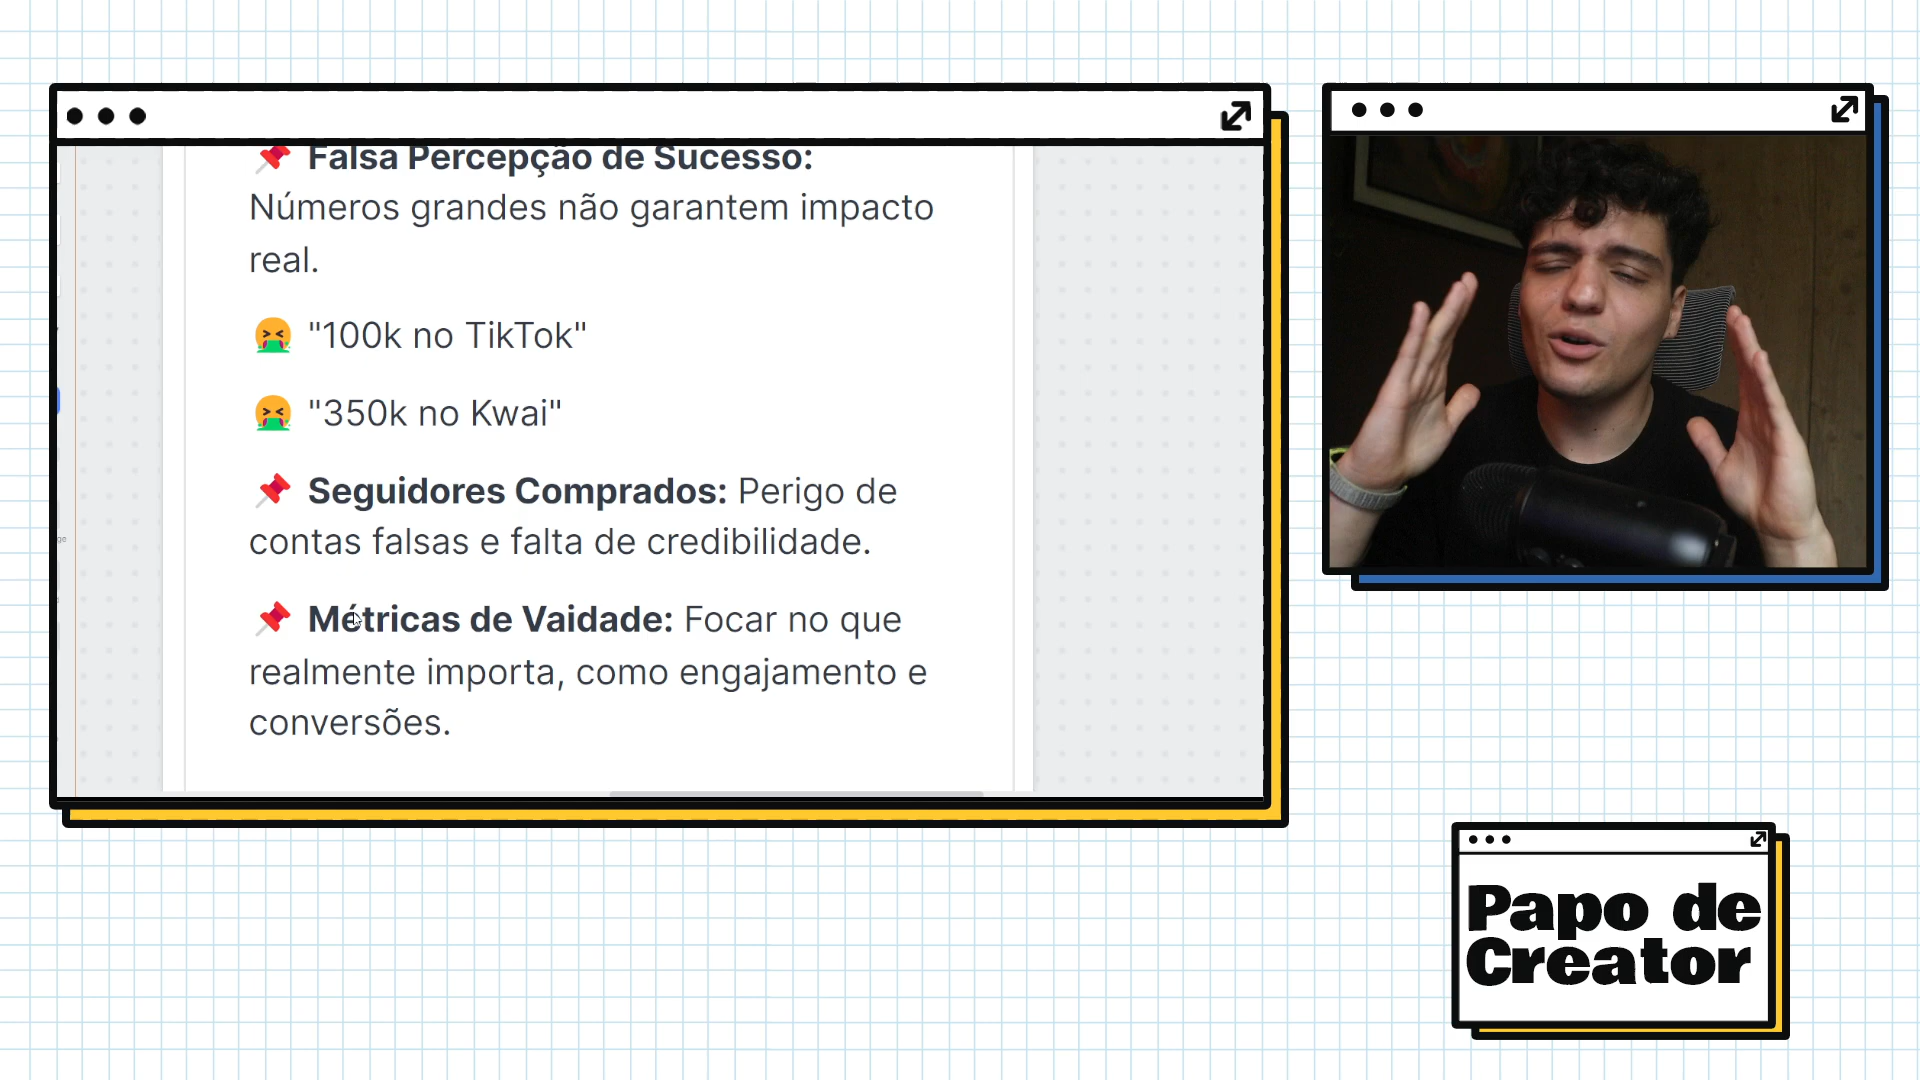 Falsa Percepção de Sucesso:
Números grandes não garantem impacto
real.
"100k no TikTok"
"350k no Kwai"
Seguidores Comprados: Perigo de
contas falsas e falta de credibilidade.
Métricas de Vaidade: Focar no que
realmente importa, como engajamento e
conversões.
Papo de
Creator